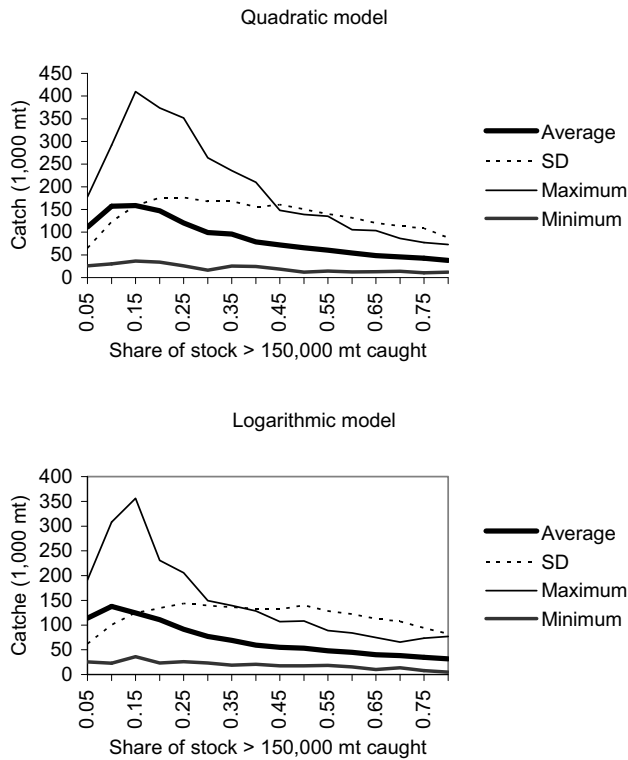 Quadratic model
450
400
350
300
250
200
150
100
50
0
Catch (1,000 mt)
0.05
0.15
0.25
0.35
0.45
0.55
0.65
0.75
Share of stock > 150,000 mt caught
Average
SD
Maximum
Minimum
Logarithmic model
400
350
300
250
200
150
100
50
0
Catche (1,000 mt)
0.05
0.15
0.25
0.35
0.45
0.55
0.65
0.75
Share of stock > 150,000 mt caught
Average
SD
Maximum
Minimum